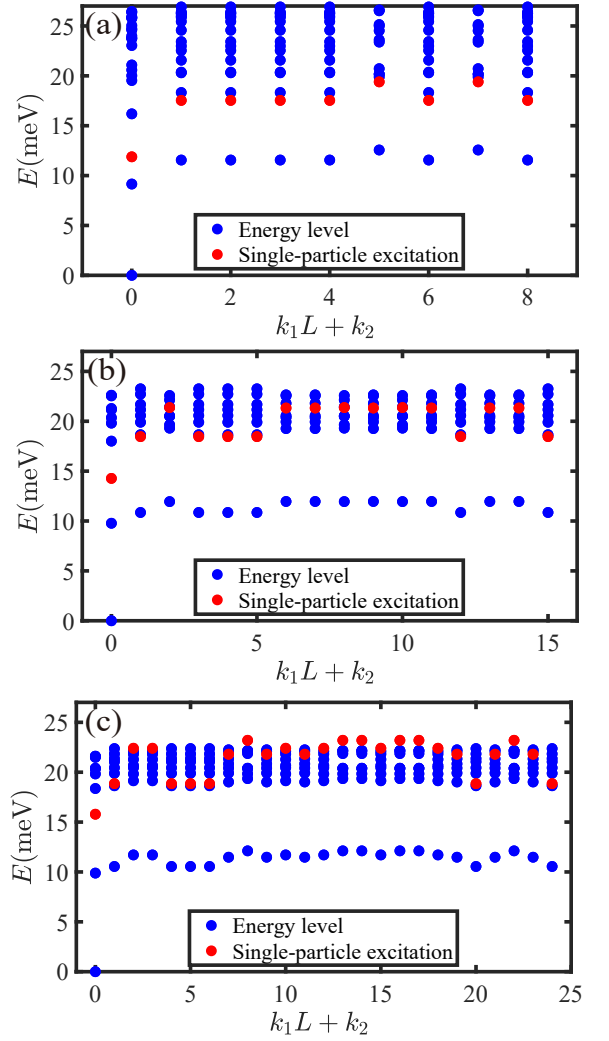 (a)
25
20
15
10
5
0
E(meV)
Energy level
Single-particle excitation
0 2 4 6 8
k₁L + k₂
(b)
25
20
15
10
5
0
E(meV)
Energy level
Single-particle excitation
0 5 10 15
k₁L + k₂
(c)
25
20
15
10
5
0
E(meV)
Energy level
Single-particle excitation
0 5 10 15 20 25
k₁L + k₂